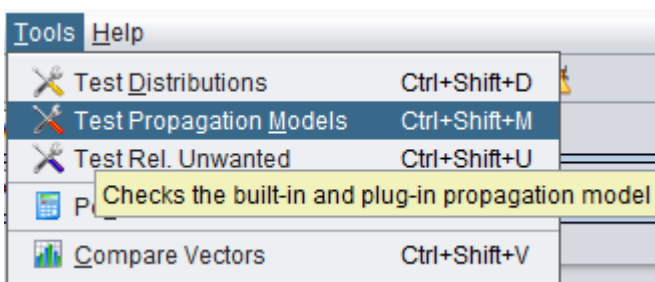 Tools Help
Test Distributions Ctrl+Shift+D
Test Propagation Models Ctrl+Shift+M
Test Rel. Unwanted Ctrl+Shift+U
Checks the built-in and plug-in propagation model
Compare Vectors Ctrl+Shift+V